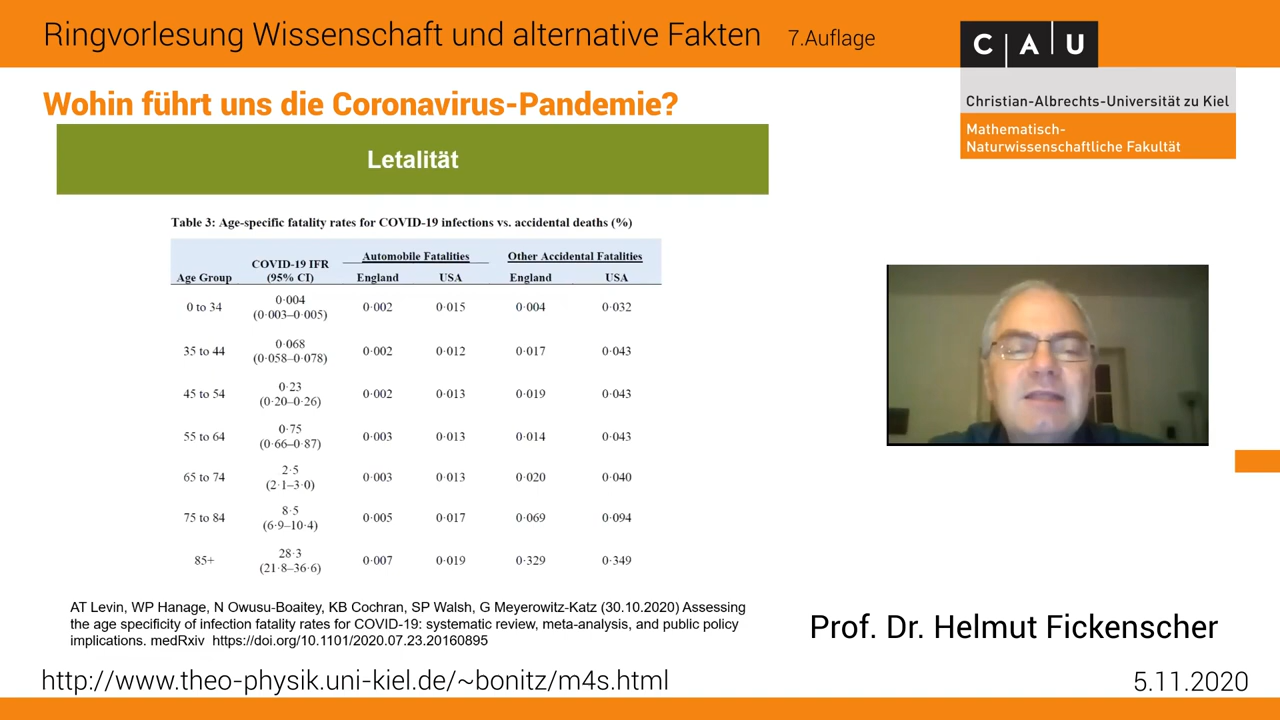 Ringvorlesung Wissenschaft und alternative Fakten 7.Auflage
C A U
Christian-Albrechts-Universität zu Kiel
Mathematisch-
Naturwissenschaftliche Fakultät
Wohin führt uns die Coronavirus-Pandemie?
Letalität
Table 3: Age-specific fatality rates for COVID-19 infections vs. accidental deaths (%)
Automobile Fatalities Other Accidental Fatalities
Age Group COVID-19 IFR (95% CI) England USA England USA
0 to 34 0·004 (0·003–0·005) 0·002 0·015 0·004 0·032
35 to 44 0·068 (0·058–0·078) 0·002 0·012 0·017 0·043
45 to 54 0·23 (0·20–0·26) 0·002 0·013 0·019 0·043
55 to 64 0·75 (0·66–0·87) 0·003 0·013 0·014 0·043
65 to 74 2·5 (2·1–3·0) 0·003 0·013 0·020 0·040
75 to 84 8·5 (6·9–10·4) 0·005 0·017 0·069 0·094
85+ 28·3 (21·8–36·6) 0·007 0·019 0·329 0·349
AT Levin, WP Hanage, N Owusu-Boaitey, KB Cochran, SP Walsh, G Meyerowitz-Katz (30.10.2020) Assessing
the age specificity of infection fatality rates for COVID-19: systematic review, meta-analysis, and public policy
implications. medRxiv https://doi.org/10.1101/2020.07.23.20160895
Prof. Dr. Helmut Fickenscher
http://www.theo-physik.uni-kiel.de/~bonitz/m4s.html
5.11.2020